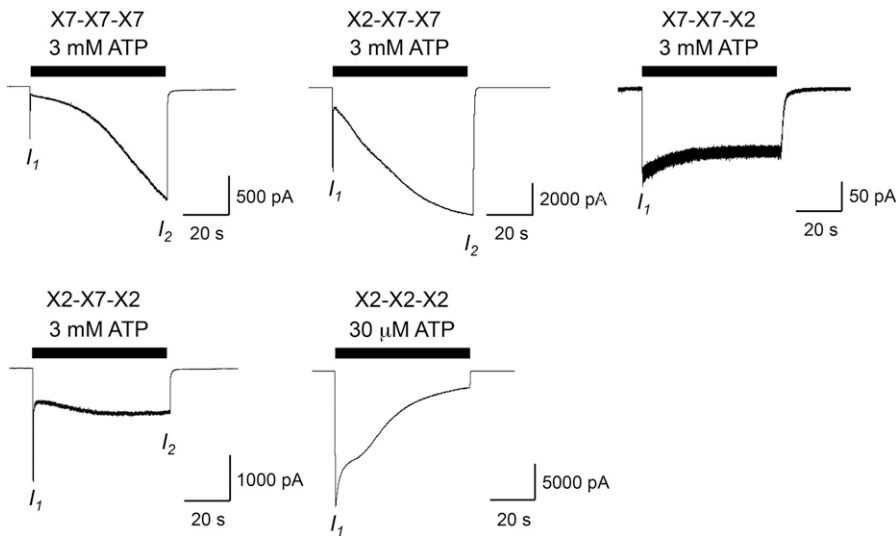 X7-X7-X7
3 mM ATP
I1
I2
500 pA
20 s
X2-X7-X7
3 mM ATP
I1
I2
2000 pA
20 s
X7-X7-X2
3 mM ATP
I1
50 pA
20 s
X2-X7-X2
3 mM ATP
I1
I2
1000 pA
20 s
X2-X2-X2
30 μM ATP
I1
5000 pA
20 s